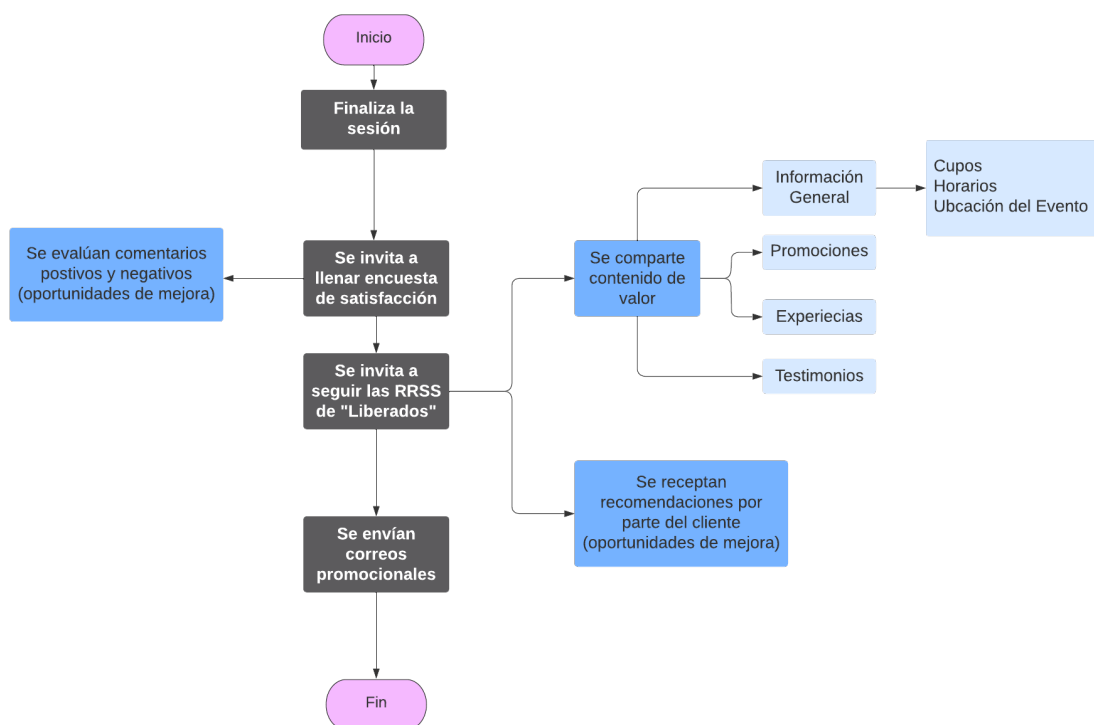 Inicio
Finaliza la
sesión
Se invita a
llenar encuesta
de satisfacción
Se evalúan comentarios
postivos y negativos
(oportunidades de mejora)
Se invita a
seguir las RRSS
de "Liberados"
Se comparte
contenido de
valor
Información
General
Cupos
Horarios
Ubcación del Evento
Promociones
Experiecias
Testimonios
Se receptan
recomendaciones por
parte del cliente
(oportunidades de mejora)
Se envían
correos
promocionales
Fin